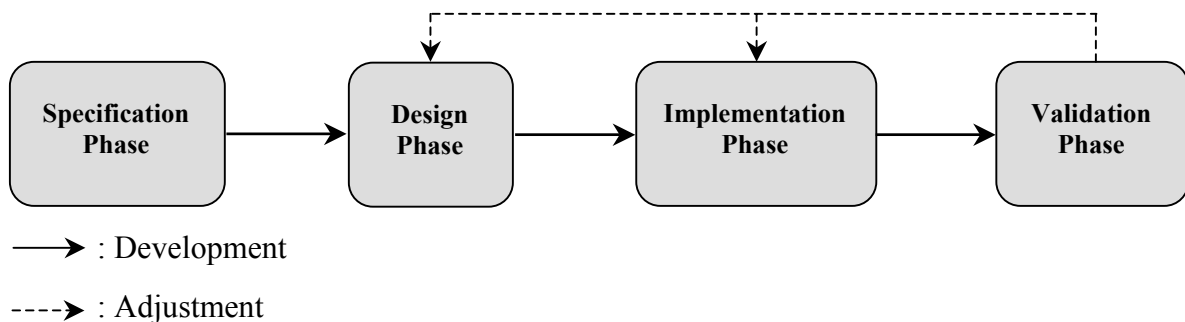 Specification
Phase
Design
Phase
Implementation
Phase
Validation
Phase
: Development
: Adjustment